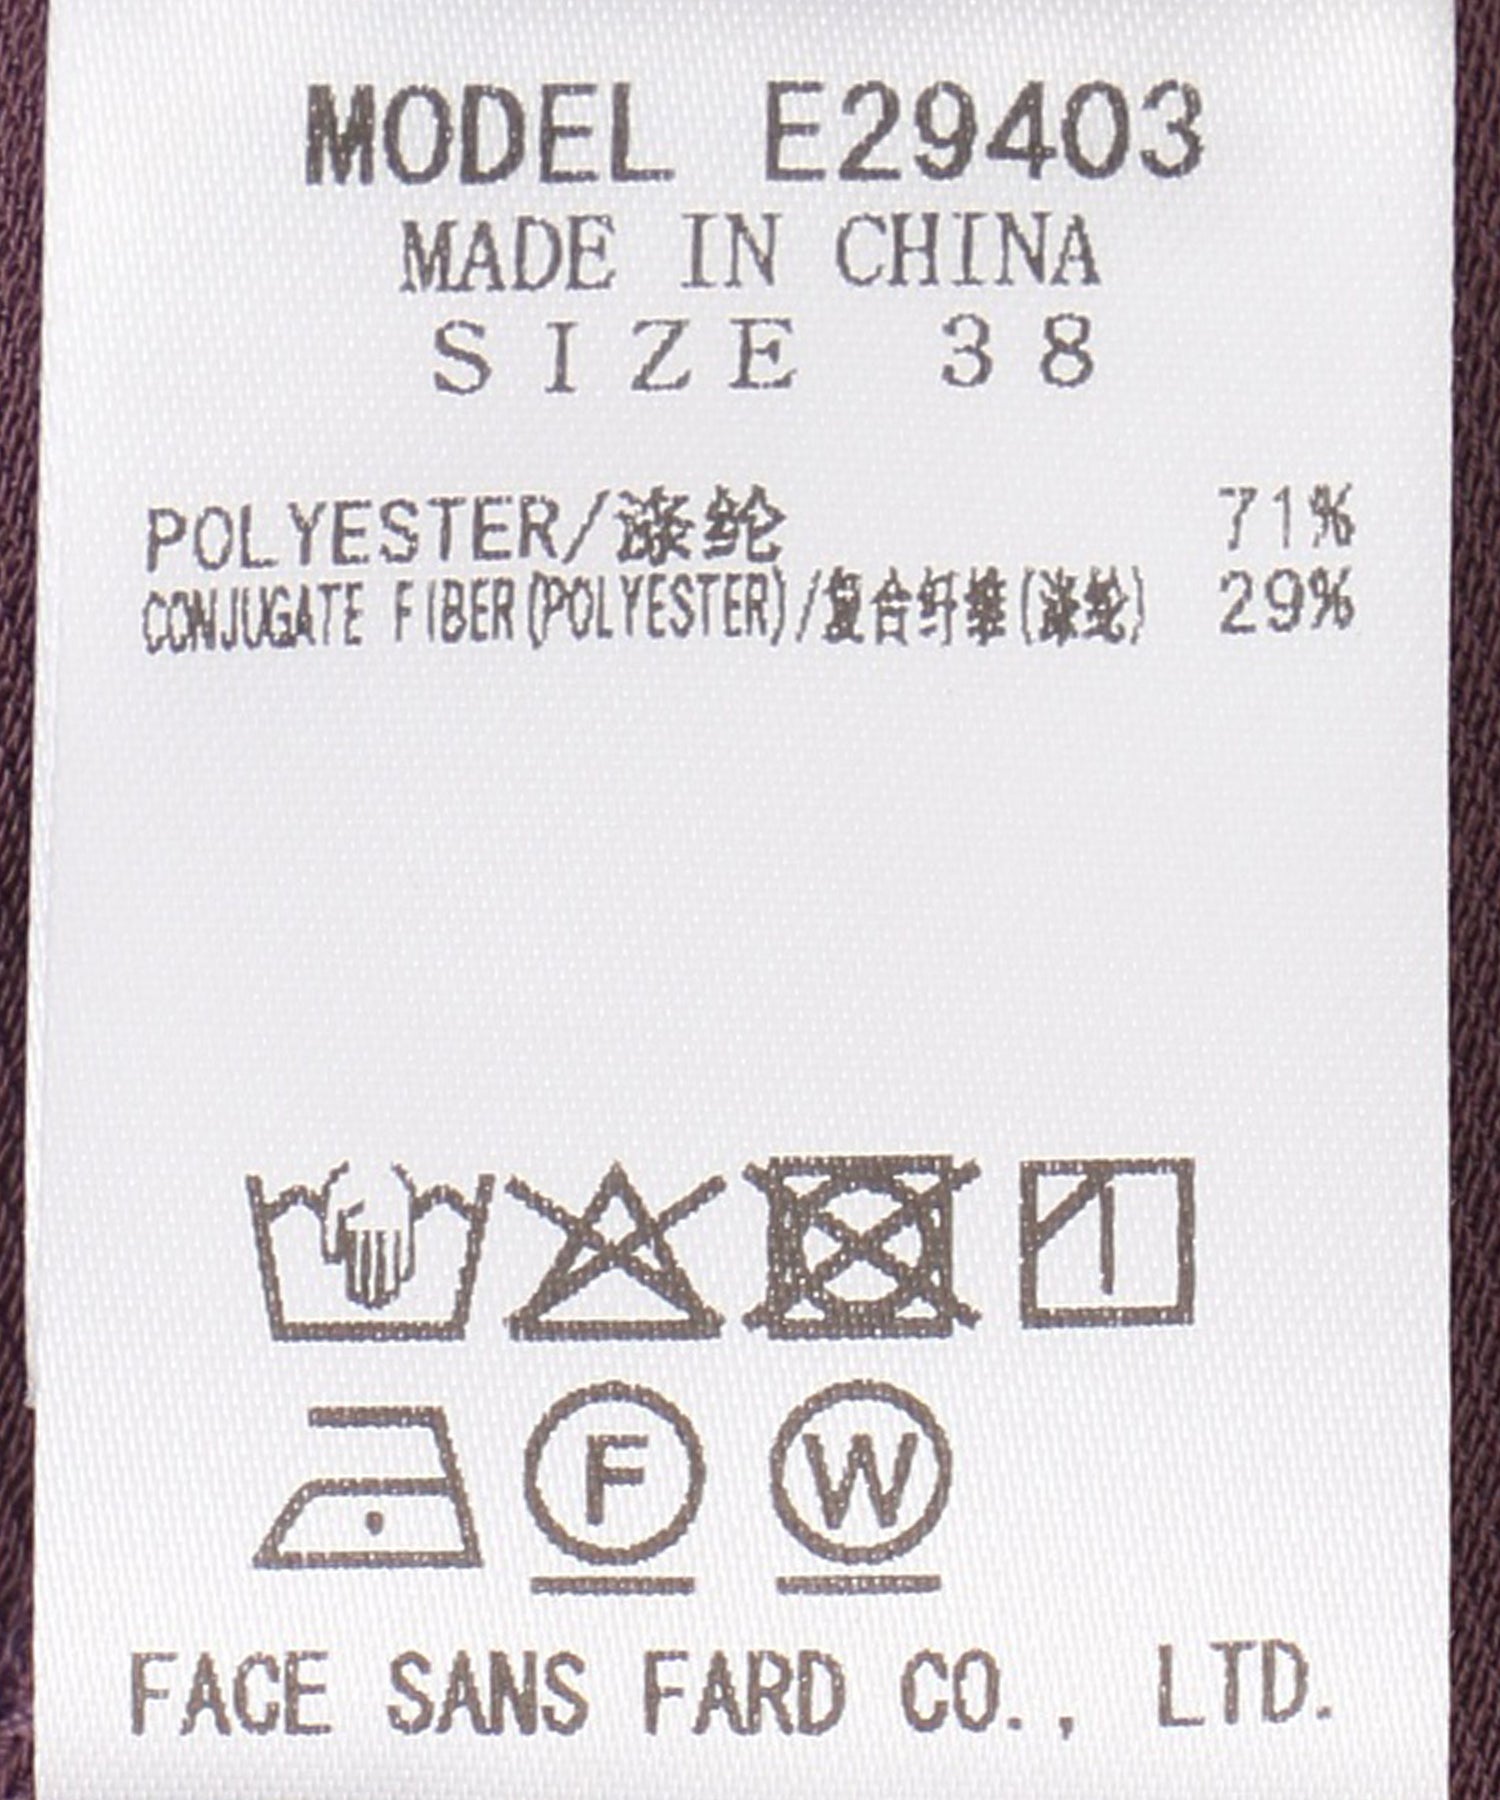 MODEL E29403
MADE IN CHINA
SIZE 38
POLYESTER/涤纶 71%
CONJUGATE FIBER(POLYESTER)/复合纤维(涤纶) 29%
F W
FACE SANS FARD CO., LTD.